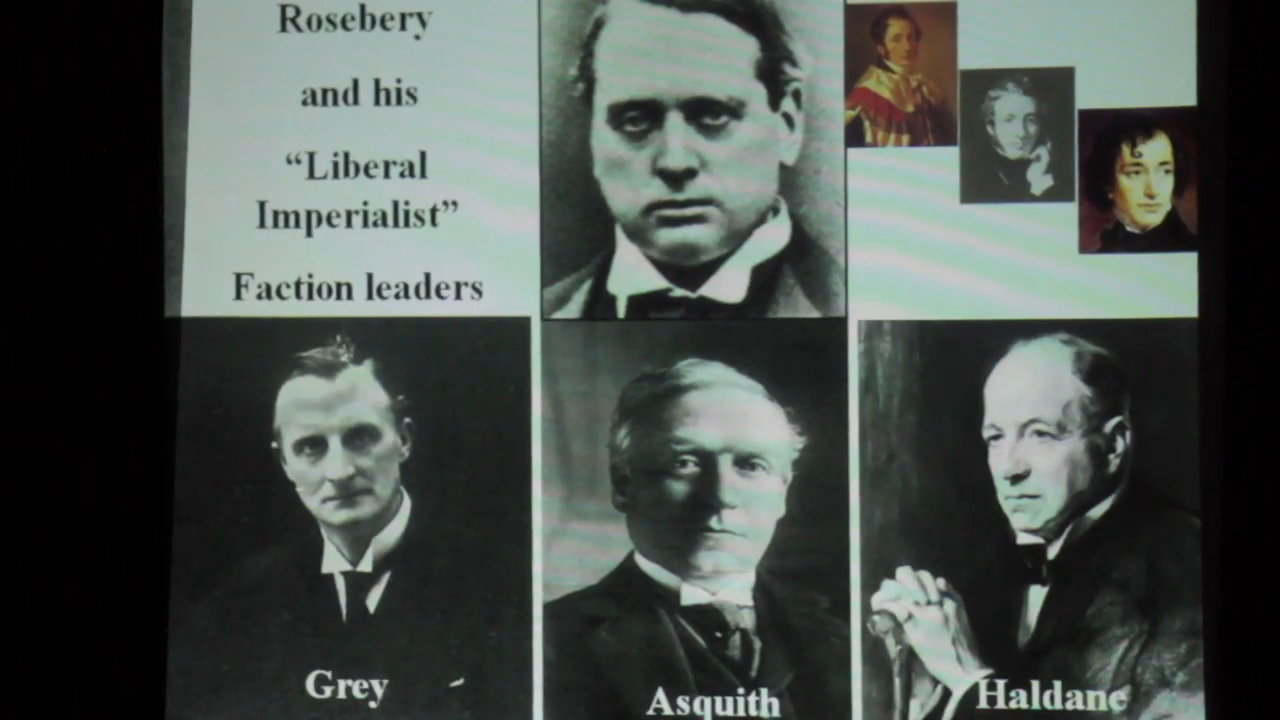 Rosebery
and his
“Liberal
Imperialist”
Faction leaders
Grey
Asquith
Haldane